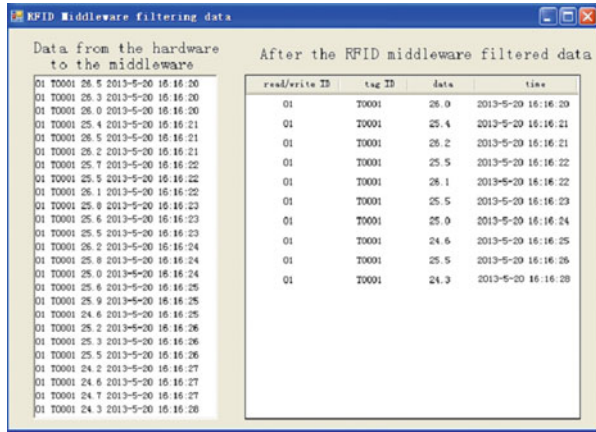 RFID Middleware filtering data
Data from the hardware
to the middleware
01 T0001 26.5 2013-5-20 16:16:20
01 T0001 26.3 2013-5-20 16:16:20
01 T0001 26.0 2013-5-20 16:16:20
01 T0001 25.4 2013-5-20 16:16:21
01 T0001 26.5 2013-5-20 16:16:21
01 T0001 26.2 2013-5-20 16:16:21
01 T0001 25.7 2013-5-20 16:16:22
01 T0001 25.5 2013-5-20 16:16:22
01 T0001 26.1 2013-5-20 16:16:22
01 T0001 25.8 2013-5-20 16:16:23
01 T0001 25.6 2013-5-20 16:16:23
01 T0001 25.5 2013-5-20 16:16:23
01 T0001 26.2 2013-5-20 16:16:24
01 T0001 25.8 2013-5-20 16:16:24
01 T0001 25.0 2013-5-20 16:16:24
01 T0001 25.6 2013-5-20 16:16:25
01 T0001 25.9 2013-5-20 16:16:25
01 T0001 24.6 2013-5-20 16:16:25
01 T0001 25.2 2013-5-20 16:16:26
01 T0001 25.3 2013-5-20 16:16:26
01 T0001 25.5 2013-5-20 16:16:26
01 T0001 24.2 2013-5-20 16:16:27
01 T0001 24.6 2013-5-20 16:16:27
01 T0001 24.7 2013-5-20 16:16:27
01 T0001 24.3 2013-5-20 16:16:28
After the RFID middleware filtered data
read/write ID tag ID data time
01 T0001 26.0 2013-5-20 16:16:20
01 T0001 25.4 2013-5-20 16:16:21
01 T0001 26.2 2013-5-20 16:16:21
01 T0001 25.5 2013-5-20 16:16:22
01 T0001 26.1 2013-5-20 16:16:22
01 T0001 25.5 2013-5-20 16:16:23
01 T0001 25.0 2013-5-20 16:16:24
01 T0001 24.6 2013-5-20 16:16:25
01 T0001 25.5 2013-5-20 16:16:26
01 T0001 24.3 2013-5-20 16:16:28